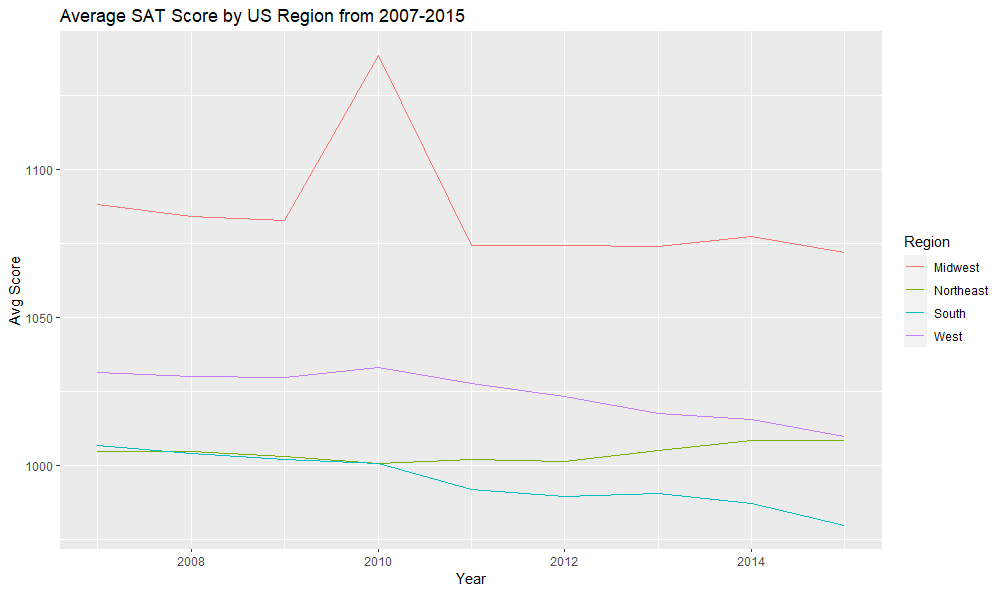 Average SAT Score by US Region from 2007-2015
Avg Score
1100
1050
1000
2008
2010
2012
2014
Year
Region
Midwest
Northeast
South
West